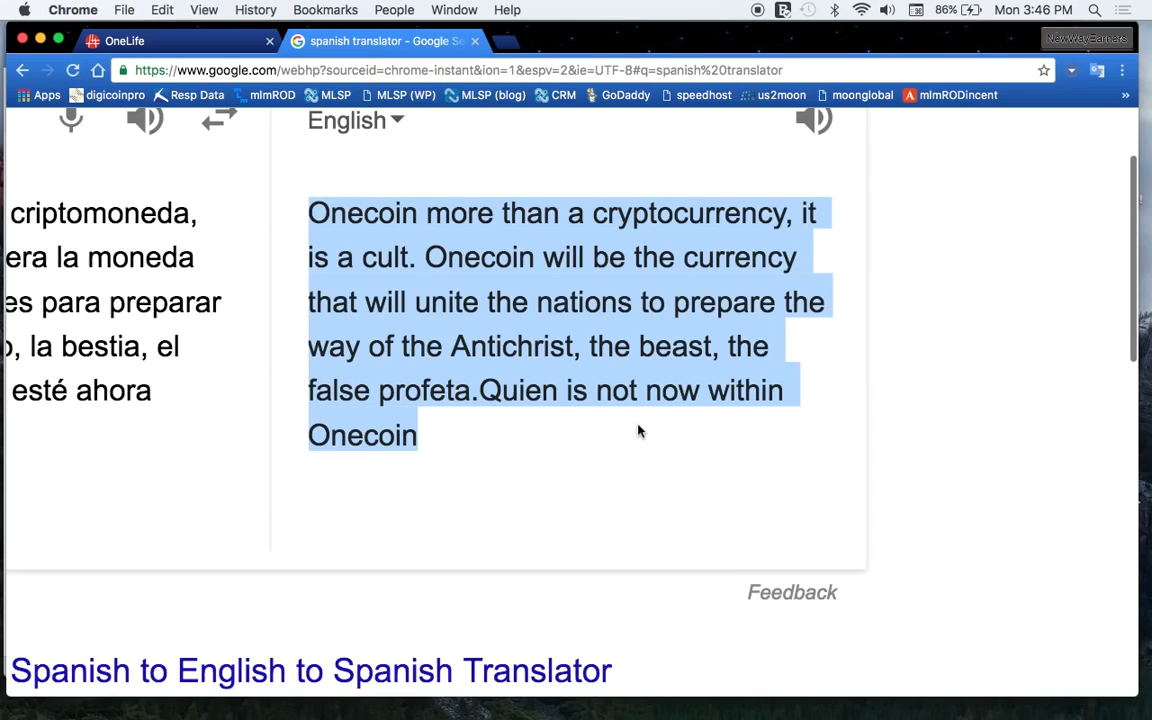 Chrome File Edit View History Bookmarks People Window Help 86% Mon 3:46 PM
OneLife spanish translator - Google Se NewWayEarners
https://www.google.com/webhp?sourceid=chrome-instant&ion=1&espv=2&ie=UTF-8#q=spanish%20translator
Apps digicoinpro Resp Data mlmROD MLSP MLSP (WP) MLSP (blog) CRM GoDaddy speedhost us2moon moonglobal mlmRODincent »
English
criptomoneda,
era la moneda
es para preparar
o, la bestia, el
esté ahora
Onecoin more than a cryptocurrency, it
is a cult. Onecoin will be the currency
that will unite the nations to prepare the
way of the Antichrist, the beast, the
false profeta.Quien is not now within
Onecoin
Feedback
Spanish to English to Spanish Translator